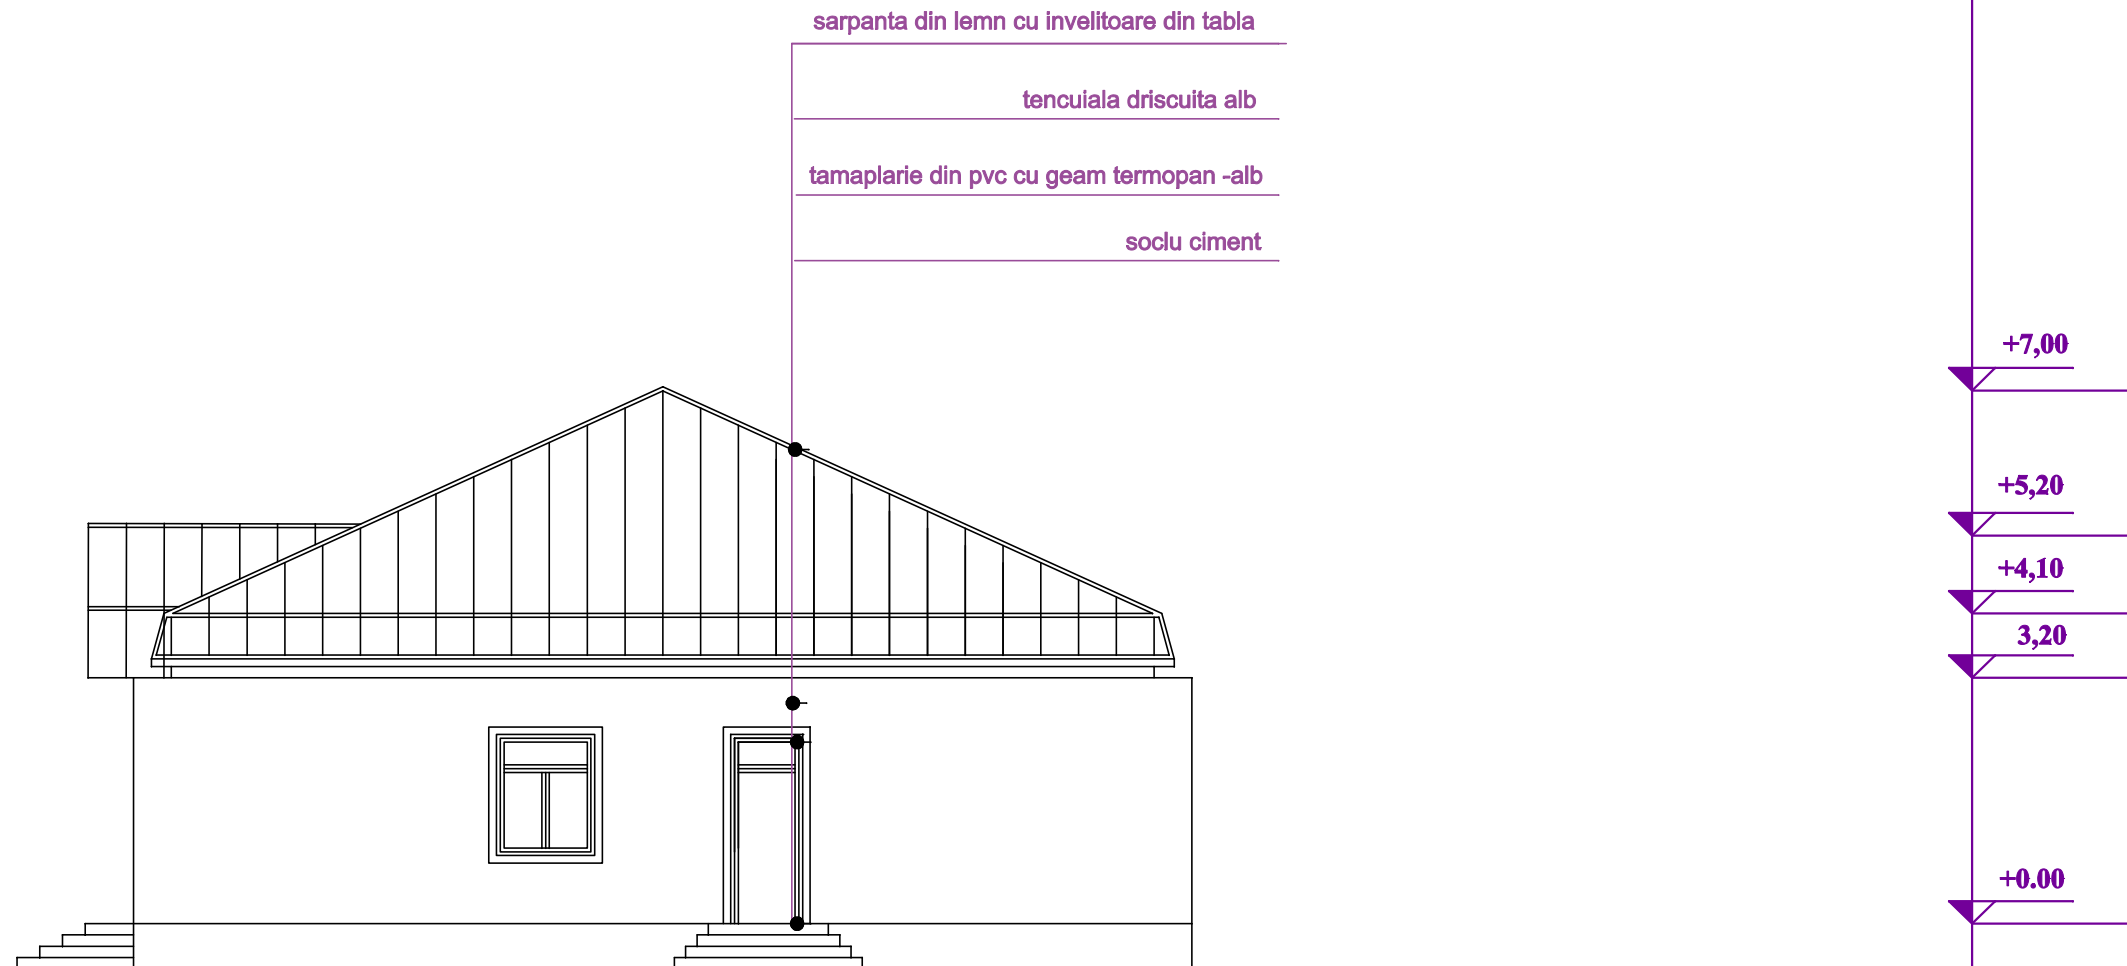 sarpanta din lemn cu invelitoare din tabla
tencuiala driscuita alb
tamaplarie din pvc cu geam termopan -alb
soclu ciment
+7,00
+5,20
+4,10
3,20
+0.00